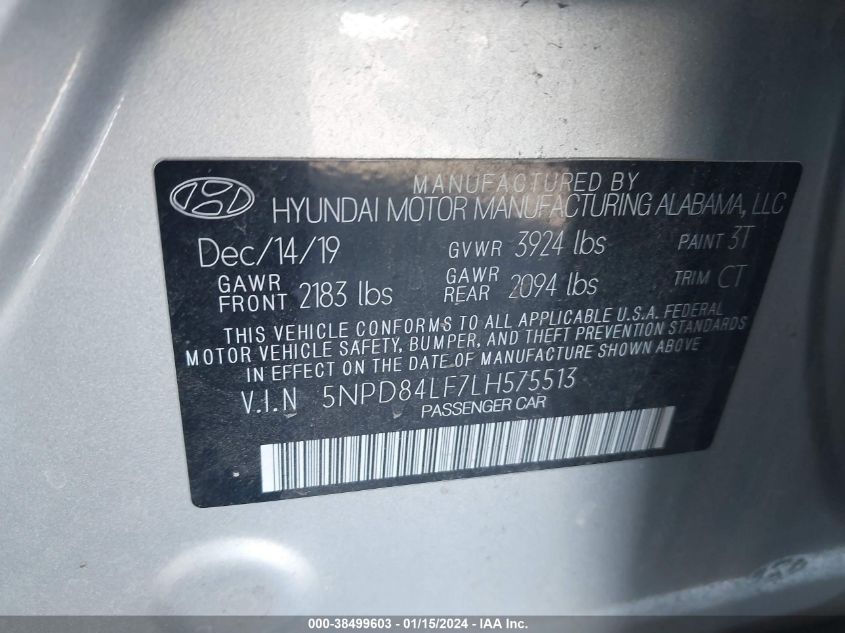 MANUFACTURED BY
HYUNDAI MOTOR MANUFACTURING ALABAMA, LLC
Dec/14/19 GVWR 3924 lbs PAINT 3T
GAWR FRONT 2183 lbs GAWR REAR 2094 lbs TRIM CT
THIS VEHICLE CONFORMS TO ALL APPLICABLE U.S.A. FEDERAL
MOTOR VEHICLE SAFETY, BUMPER, AND THEFT PREVENTION STANDARDS
IN EFFECT ON THE DATE OF MANUFACTURE SHOWN ABOVE
V.I.N 5NPD84LF7LH575513
PASSENGER CAR
000-38499603 — 01/15/2024 — IAA Inc.